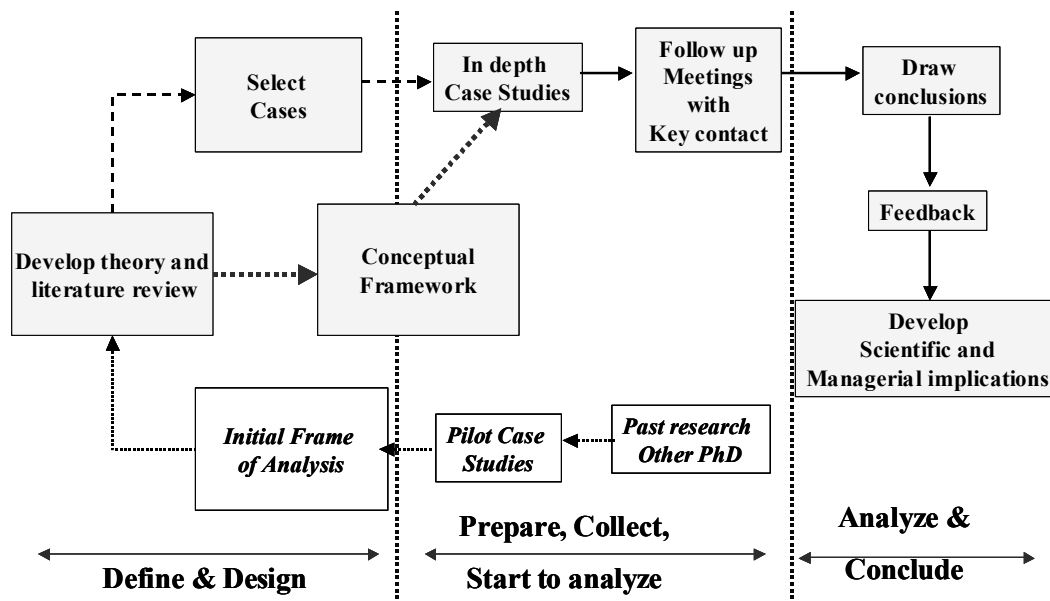 Select
Cases
In depth
Case Studies
Follow up
Meetings
with
Key contact
Draw
conclusions
Develop theory and
literature review
Conceptual
Framework
Feedback
Develop
Scientific and
Managerial implications
Initial Frame
of Analysis
Pilot Case
Studies
Past research
Other PhD
Define & Design
Prepare, Collect,
Start to analyze
Analyze &
Conclude